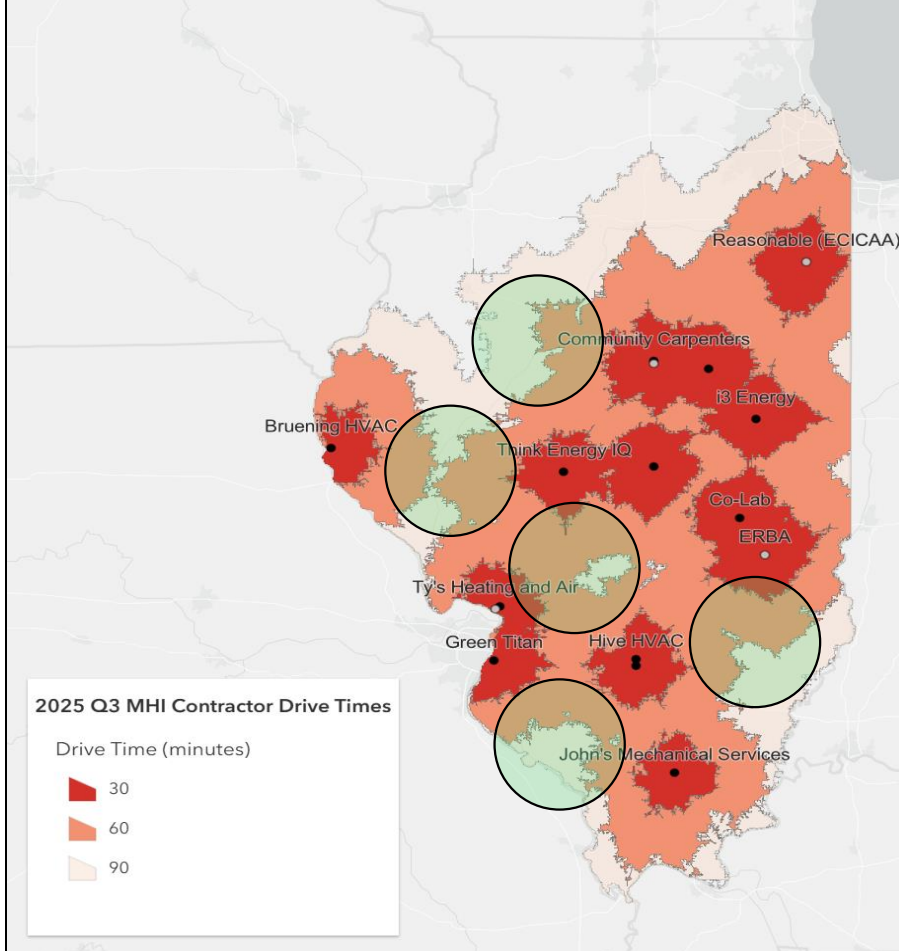 Reasonable (ECICAA)
Community Carpenters
i3 Energy
Bruening HVAC
Think Energy IQ
Co-Lab
ERBA
Ty's Heating and Air
Green Titan
Hive HVAC
John's Mechanical Services
2025 Q3 MHI Contractor Drive Times
Drive Time (minutes)
30
60
90